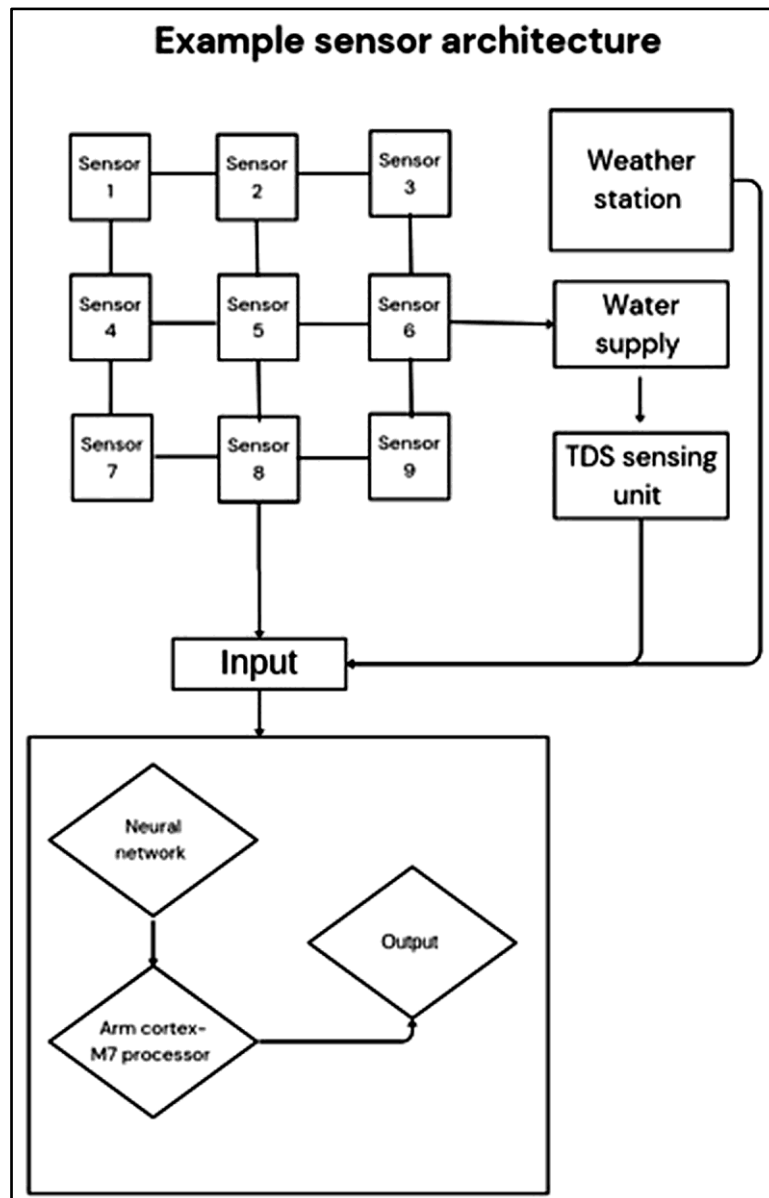 Example sensor architecture
Sensor
1
Sensor
2
Sensor
3
Weather
station
Sensor
4
Sensor
5
Sensor
6
Water
supply
Sensor
7
Sensor
8
Sensor
9
TDS sensing
unit
Input
Neural
network
Output
Arm cortex-
M7 processor